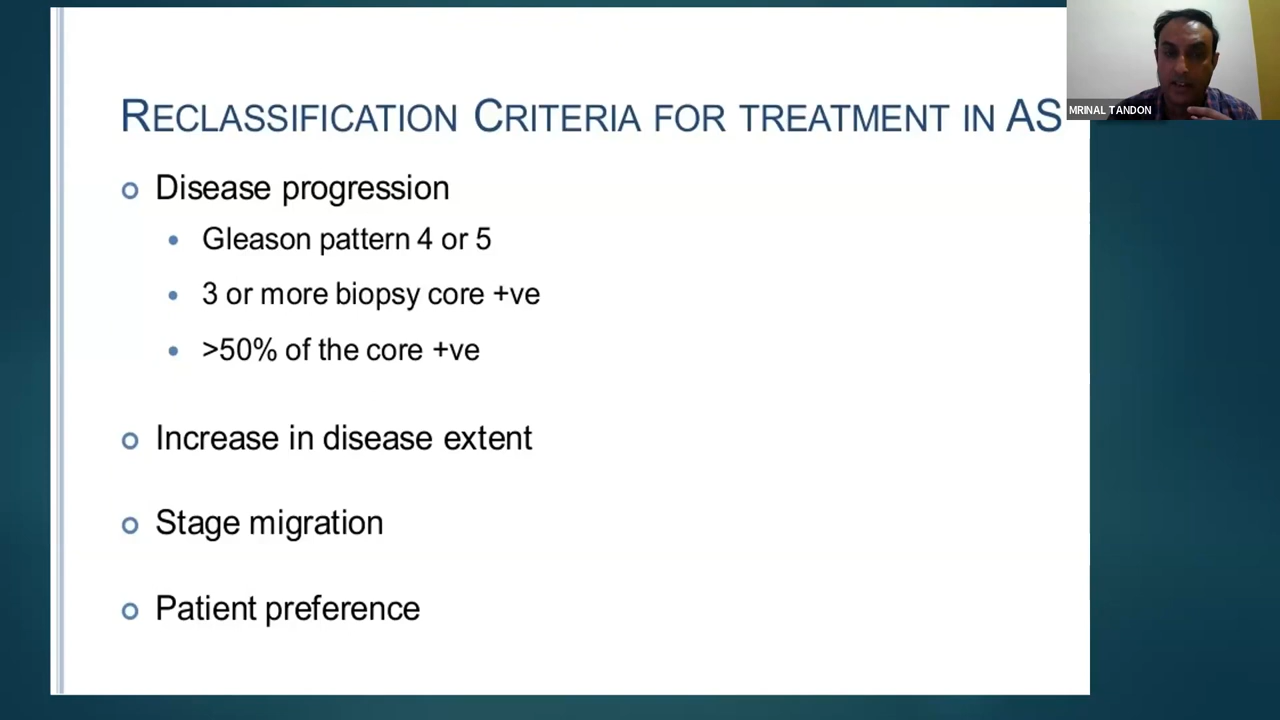 RECLASSIFICATION CRITERIA FOR TREATMENT IN AS
Disease progression
Gleason pattern 4 or 5
3 or more biopsy core +ve
>50% of the core +ve
Increase in disease extent
Stage migration
Patient preference
MRINAL TANDON